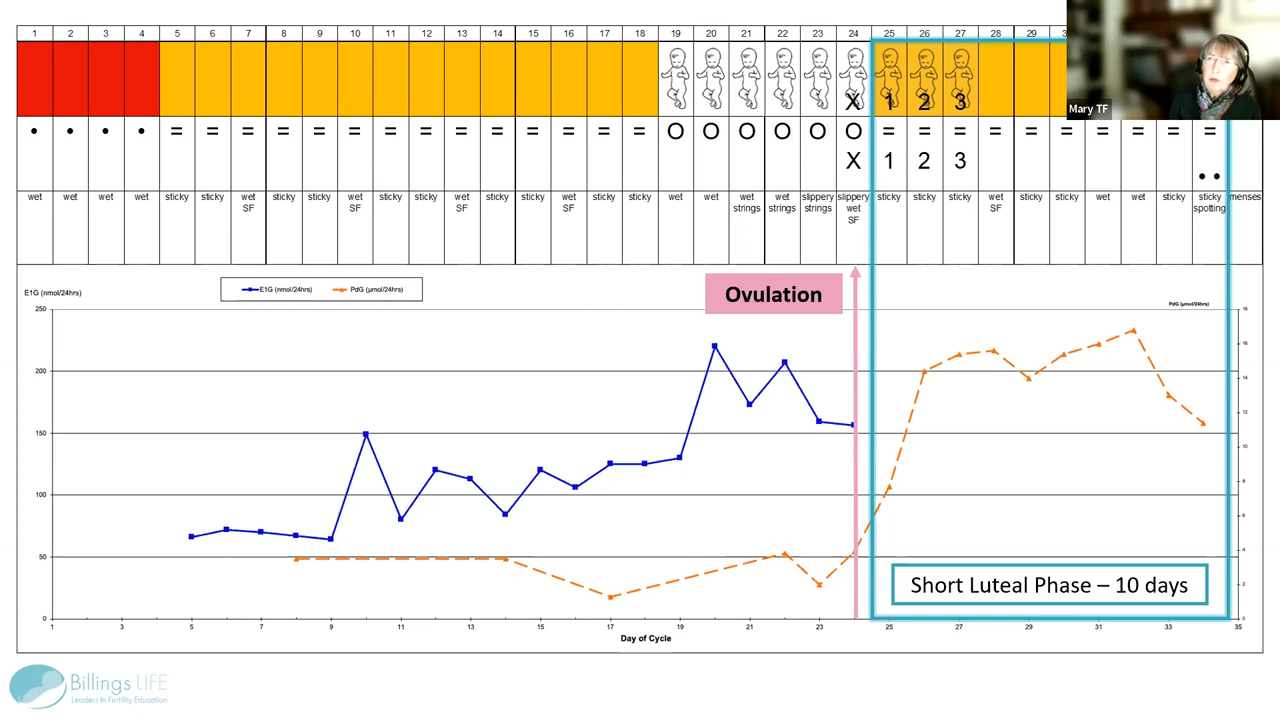 1 2 3 4 5 6 7 8 9 10 11 12 13 14 15 16 17 18 19 20 21 22 23 24 25 26 27 28 29
X 1 2 3
Mary TF
• • • • = = = = = = = = = = = = = = O O O O O O = = = = = = = = = =
X 1 2 3 • •
wet wet wet wet sticky sticky wet sticky sticky wet sticky sticky wet sticky sticky wet sticky sticky wet wet wet wet slippery slippery sticky sticky sticky wet sticky sticky wet wet sticky sticky menses
SF SF SF SF strings strings strings wet SF spotting
SF
E1G (nmol/24hrs)
E1G (nmol/24hrs) PdG (µmol/24hrs)
Ovulation
PdG (µmol/24hrs)
250 18
16
200
14
12
150
10
100
8
6
50
4
2
0 0
Short Luteal Phase – 10 days
1 3 5 7 9 11 13 15 17 19 21 23 25 27 29 31 33 35
Day of Cycle
Billings LIFE
Leaders In Fertility Education